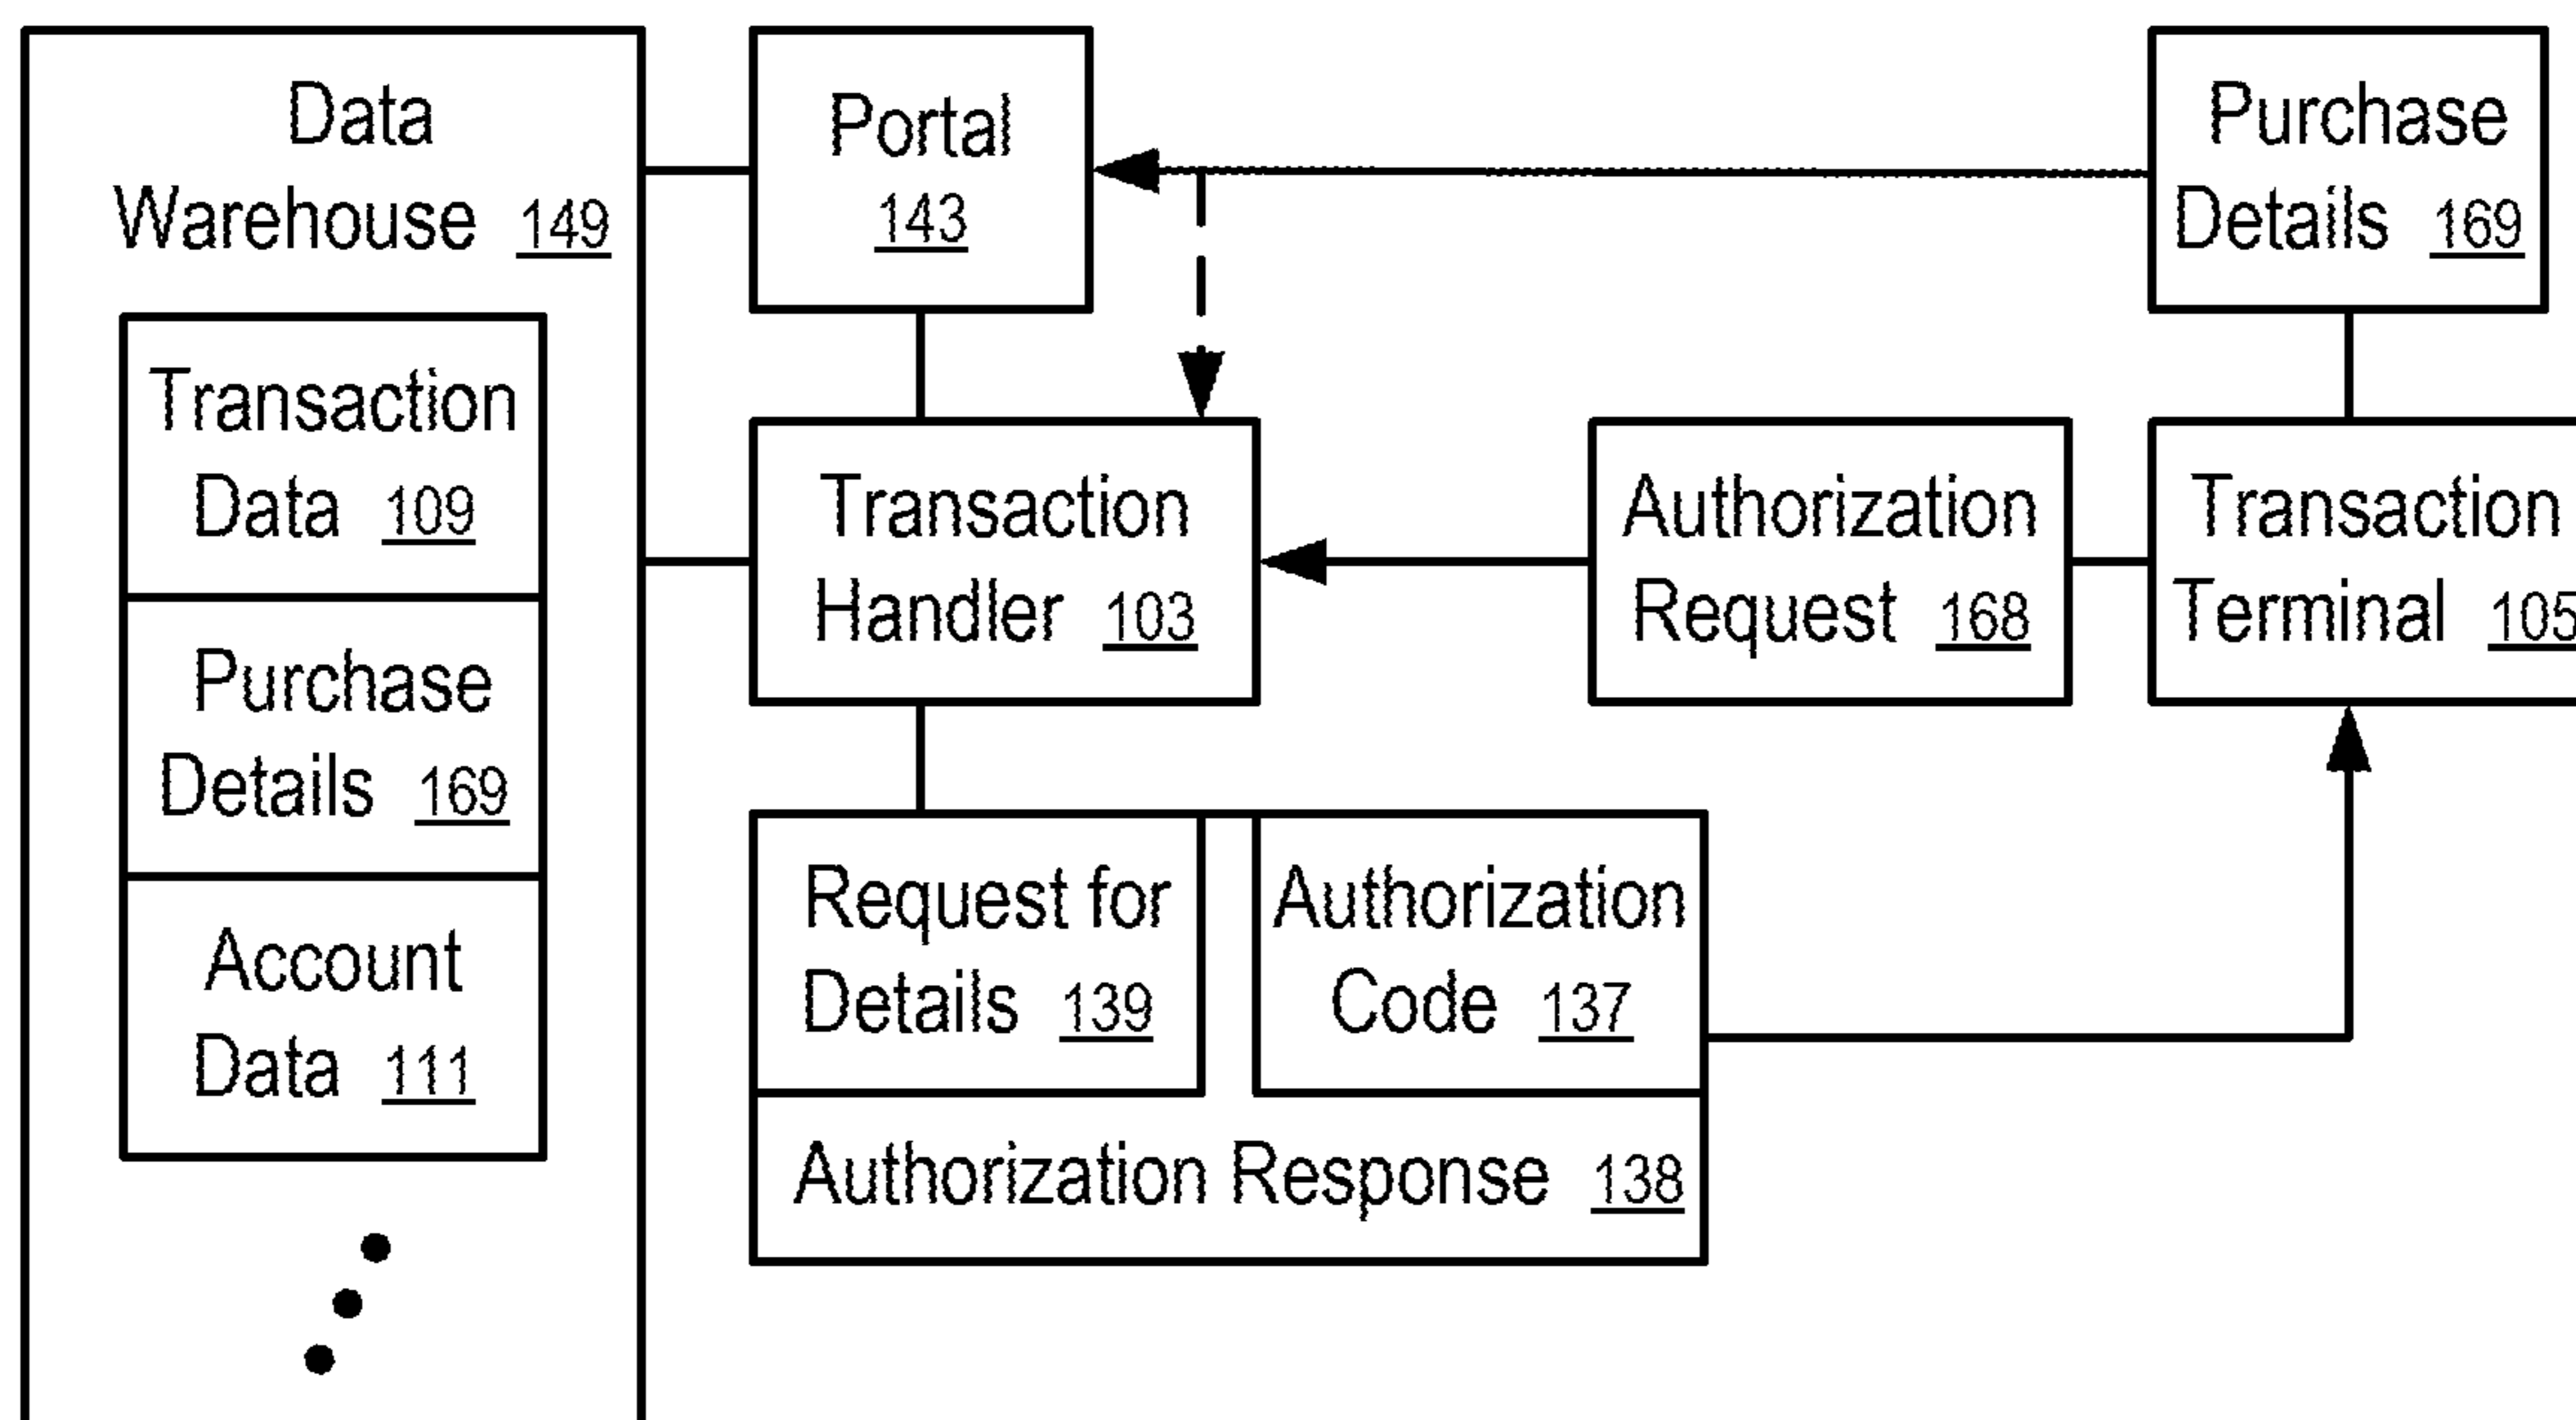 Data
Warehouse 149
Transaction
Data 109
Purchase
Details 169
Account
Data 111
Portal
143
Purchase
Details 169
Transaction
Handler 103
Authorization
Request 168
Transaction
Terminal 105
Request for
Details 139
Authorization
Code 137
Authorization Response 138